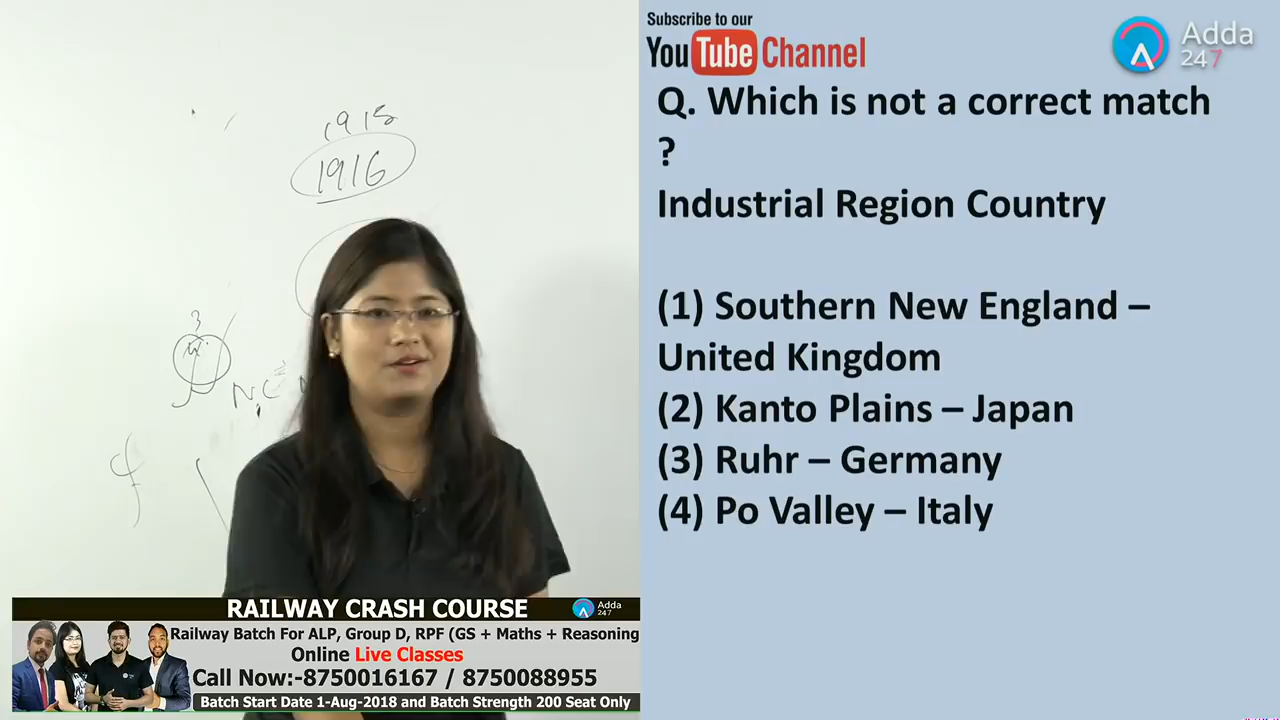 Subscribe to our
YouTube Channel
Adda
247
Q. Which is not a correct match
?
Industrial Region Country
(1) Southern New England –
United Kingdom
(2) Kanto Plains – Japan
(3) Ruhr – Germany
(4) Po Valley – Italy
1915
1916
3
N.C
RAILWAY CRASH COURSE
Adda
247
Railway Batch For ALP, Group D, RPF (GS + Maths + Reasoning
Online Live Classes
Call Now:-8750016167 / 8750088955
Batch Start Date 1-Aug-2018 and Batch Strength 200 Seat Only